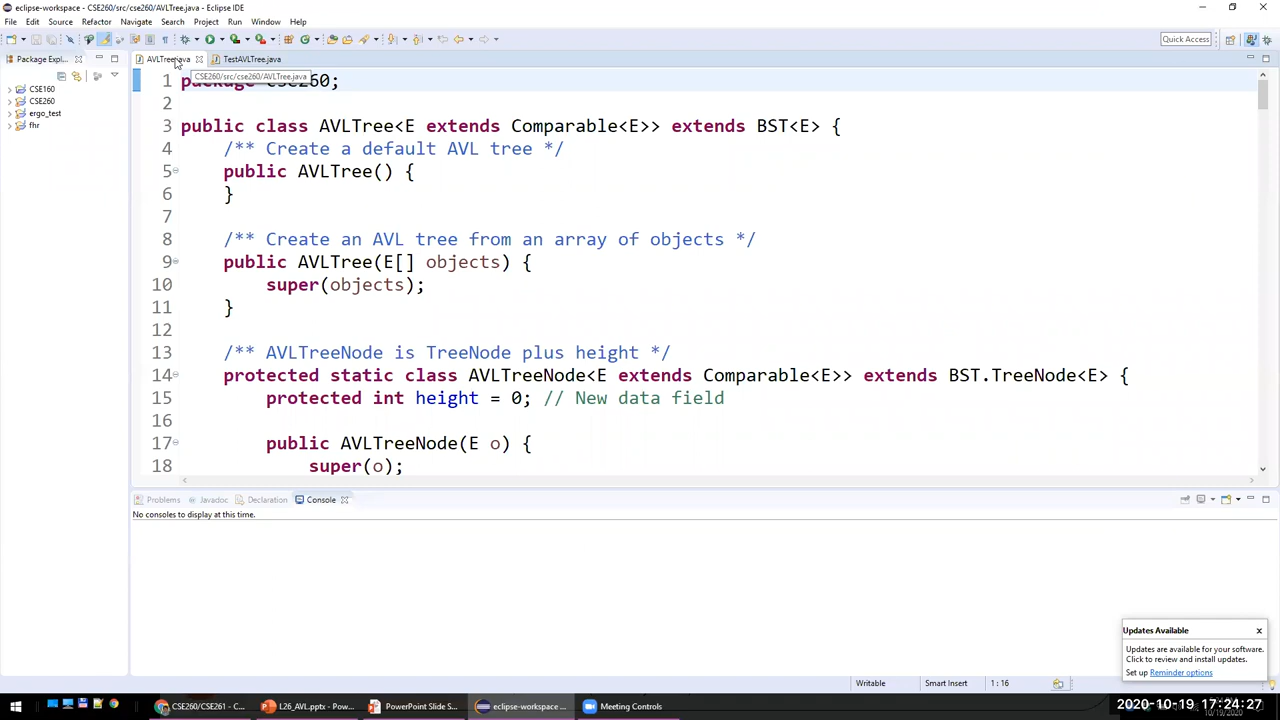 eclipse-workspace - CSE260/src/cse260/AVLTree.java - Eclipse IDE
File Edit Source Refactor Navigate Search Project Run Window Help
Quick Access
Package Expl...
AVLTree.java
TestAVLTree.java
CSE260/src/cse260/AVLTree.java
CSE160
CSE260
ergo_test
fhr
1 package cse260;
2
3 public class AVLTree<E extends Comparable<E>> extends BST<E> {
4 /** Create a default AVL tree */
5 public AVLTree() {
6 }
7
8 /** Create an AVL tree from an array of objects */
9 public AVLTree(E[] objects) {
10 super(objects);
11 }
12
13 /** AVLTreeNode is TreeNode plus height */
14 protected static class AVLTreeNode<E extends Comparable<E>> extends BST.TreeNode<E> {
15 protected int height = 0; // New data field
16
17 public AVLTreeNode(E o) {
18 super(o);
Problems Javadoc Declaration Console
No consoles to display at this time.
Updates Available
Updates are available for your software.
Click to review and install updates.
Set up Reminder options
Writable Smart Insert 1 : 16
CSE260/CSE261 - C...
L26_AVL.pptx - Pow...
PowerPoint Slide S...
eclipse-workspace ...
Meeting Controls
2020-10-19 17:24:27
10/19/2020